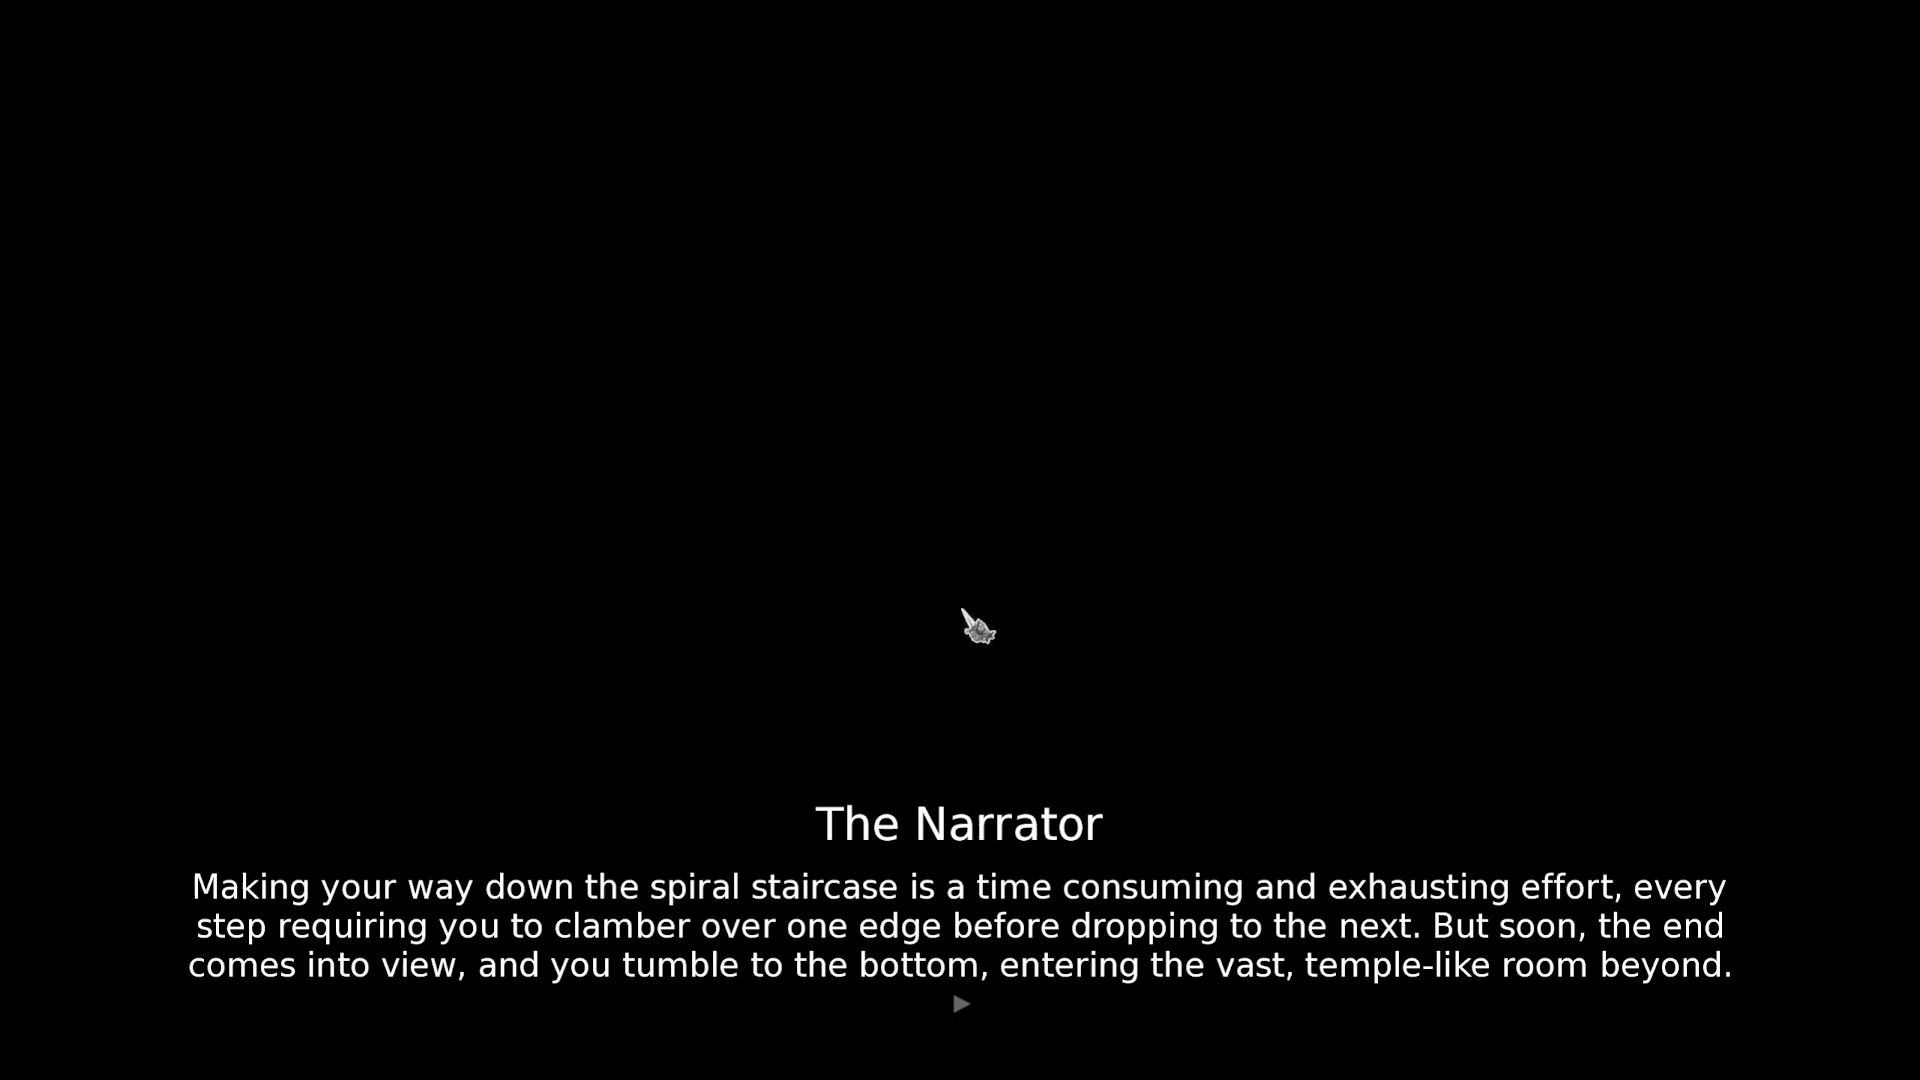 The Narrator
Making your way down the spiral staircase is a time consuming and exhausting effort, every
step requiring you to clamber over one edge before dropping to the next. But soon, the end
comes into view, and you tumble to the bottom, entering the vast, temple-like room beyond.